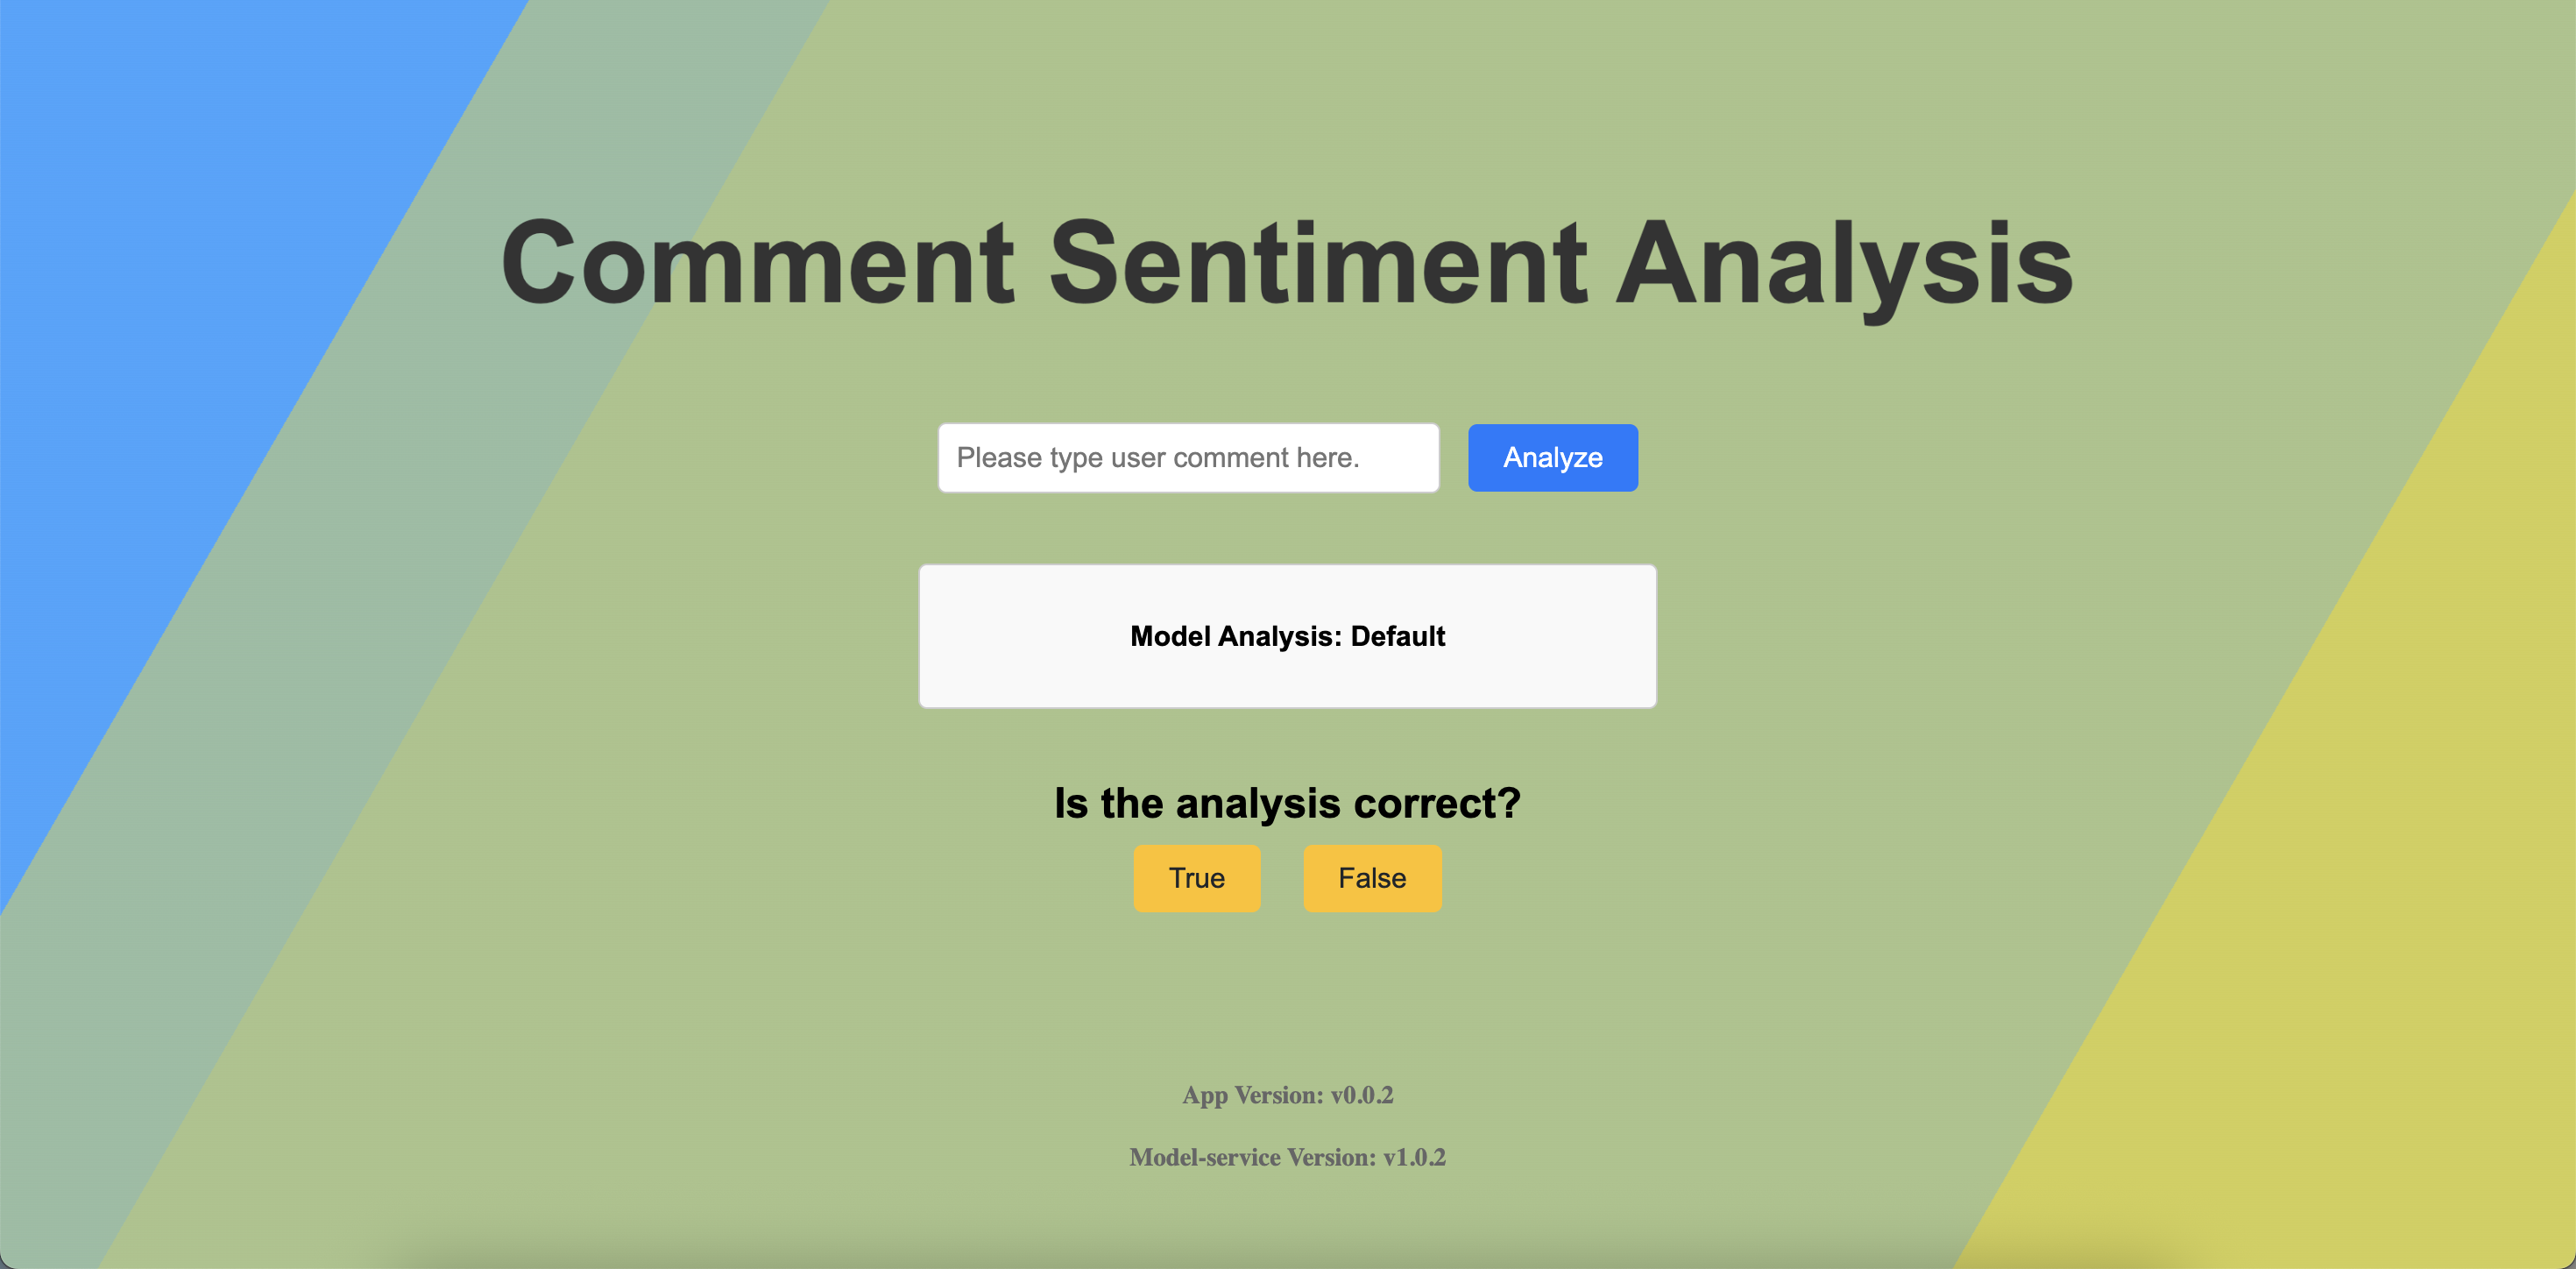 Comment Sentiment Analysis
Please type user comment here. Analyze
Model Analysis: Default
Is the analysis correct?
True False
App Version: v0.0.2
Model-service Version: v1.0.2